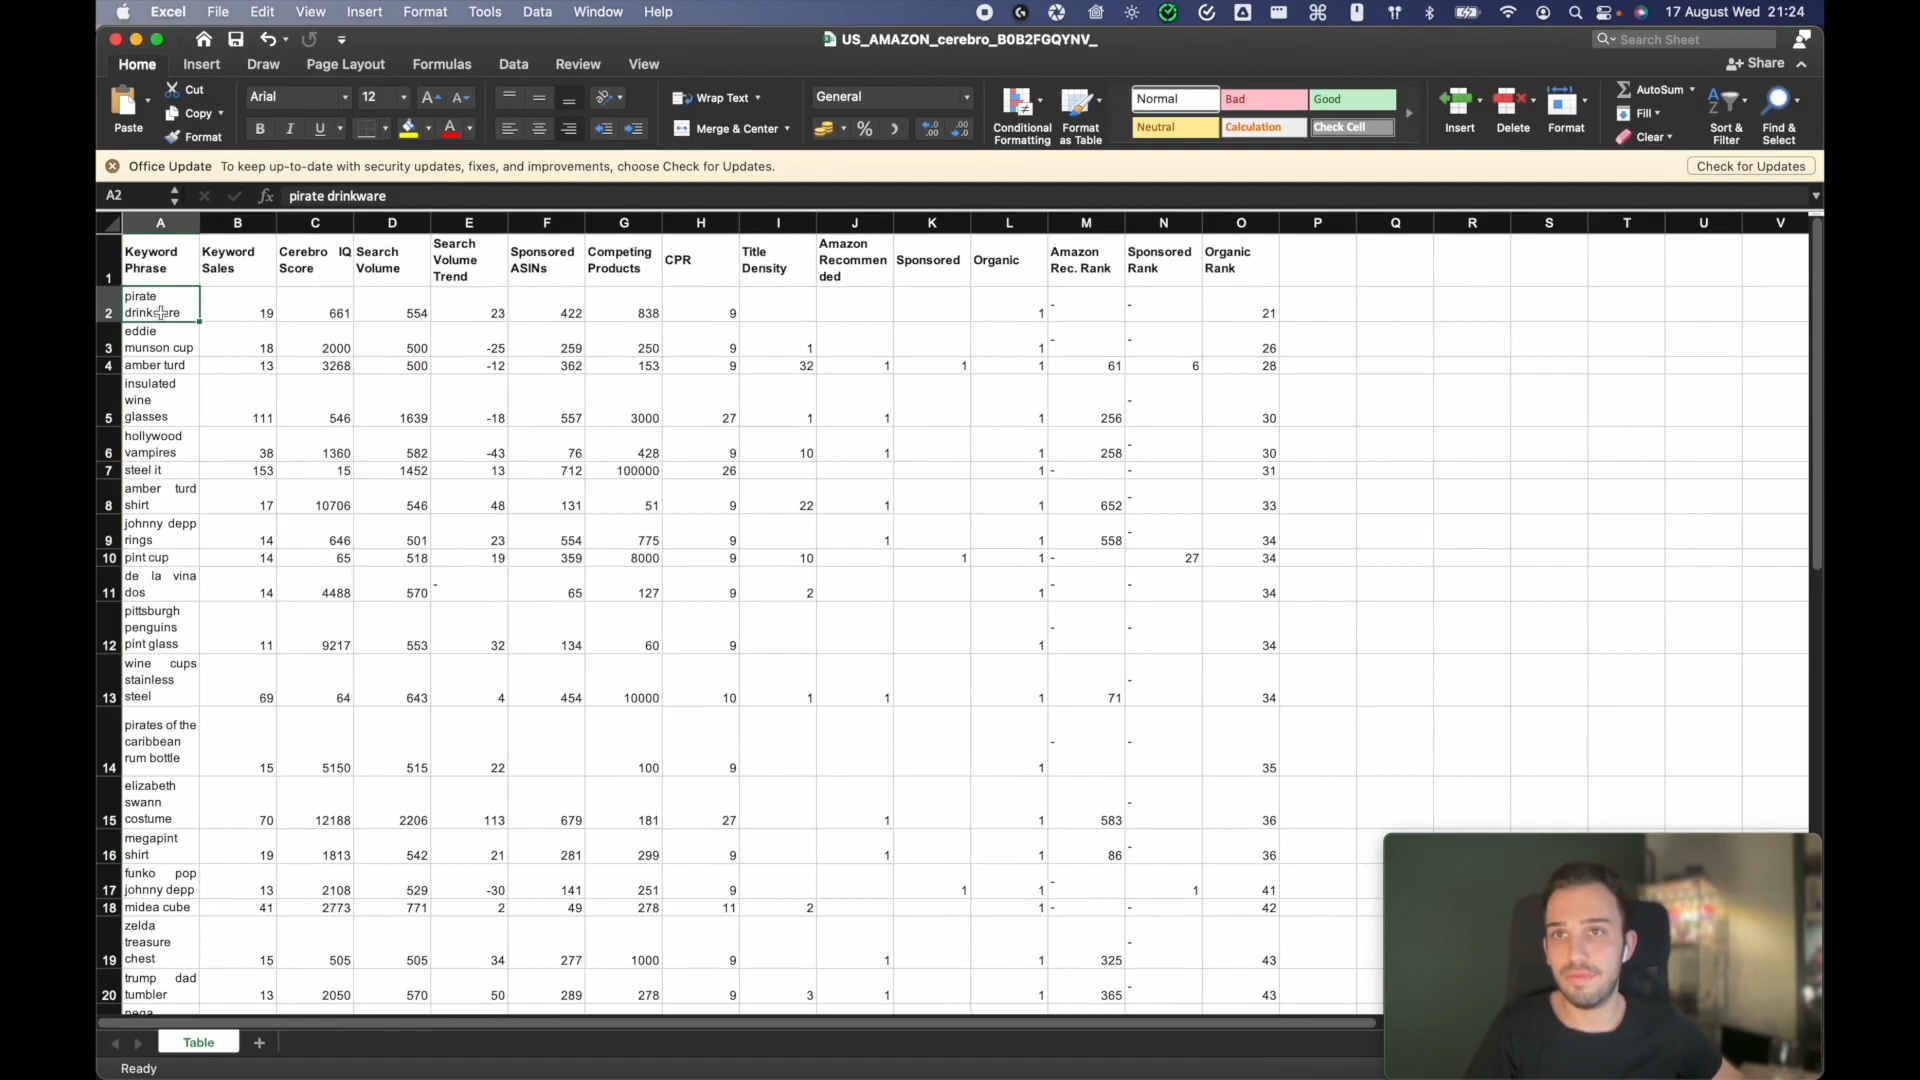 Excel File Edit View Insert Format Tools Data Window Help 17 August Wed 21:24
US_AMAZON_cerebro_B0B2FGQYNV_ Search Sheet
Home Insert Draw Page Layout Formulas Data Review View Share
Paste Cut Copy Format Arial 12 Wrap Text Merge & Center General Conditional Formatting Format as Table Normal Bad Good Neutral Calculation Check Cell Insert Delete Format AutoSum Fill Clear Sort & Filter Find & Select
Office Update To keep up-to-date with security updates, fixes, and improvements, choose Check for Updates. Check for Updates
A2 fx pirate drinkware
A B C D E F G H I J K L M N O P Q R S T U V
1 Keyword Phrase Keyword Sales Cerebro IQ Score Search Volume Search Volume Trend Sponsored ASINs Competing Products CPR Title Density Amazon Recommen ded Sponsored Organic Amazon Rec. Rank Sponsored Rank Organic Rank
2 pirate drinkware 19 661 554 23 422 838 9 1 - - 21
3 eddie munson cup 18 2000 500 -25 259 250 9 1 1 - - 26
4 amber turd 13 3268 500 -12 362 153 9 32 1 1 1 61 6 28
5 insulated wine glasses 111 546 1639 -18 557 3000 27 1 1 1 256 - 30
6 hollywood vampires 38 1360 582 -43 76 428 9 10 1 1 258 - 30
7 steel it 153 15 1452 13 712 100000 26 1 - - 31
8 amber turd shirt 17 10706 546 48 131 51 9 22 1 1 652 - 33
9 johnny depp rings 14 646 501 23 554 775 9 1 1 558 - 34
10 pint cup 14 65 518 19 359 8000 9 10 1 1 - 27 34
11 de la vina dos 14 4488 570 - 65 127 9 2 1 - - 34
12 pittsburgh penguins pint glass 11 9217 553 32 134 60 9 1 - - 34
13 wine cups stainless steel 69 64 643 4 454 10000 10 1 1 1 71 - 34
14 pirates of the caribbean rum bottle 15 5150 515 22 100 9 1 - - 35
15 elizabeth swann costume 70 12188 2206 113 679 181 27 1 1 583 - 36
16 megapint shirt 19 1813 542 21 281 299 9 1 1 86 - 36
17 funko pop johnny depp 13 2108 529 -30 141 251 9 1 1 - 1 41
18 midea cube 41 2773 771 2 49 278 11 2 1 - - 42
19 zelda treasure chest 15 505 505 34 277 1000 9 1 1 325 - 43
20 trump dad tumbler 13 2050 570 50 289 278 9 3 1 1 365 - 43
Table
Ready